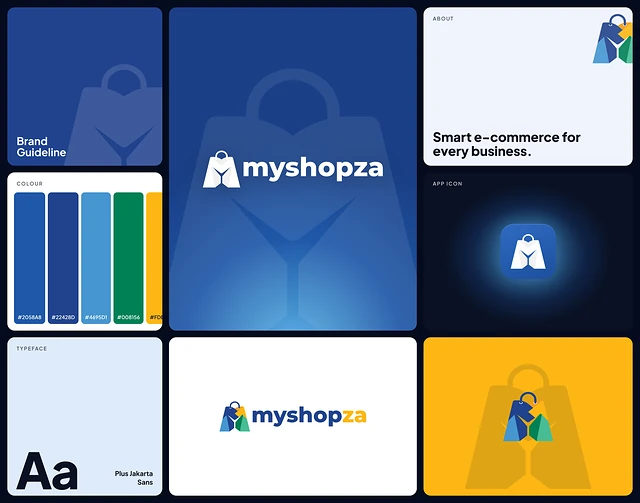 Brand
Guideline
myshopza
ABOUT
Smart e-commerce for
every business.
COLOUR
#2058A8
#22428D
#4695D1
#008156
APP ICON
TYPEFACE
Aa
Plus Jakarta
Sans
myshopza